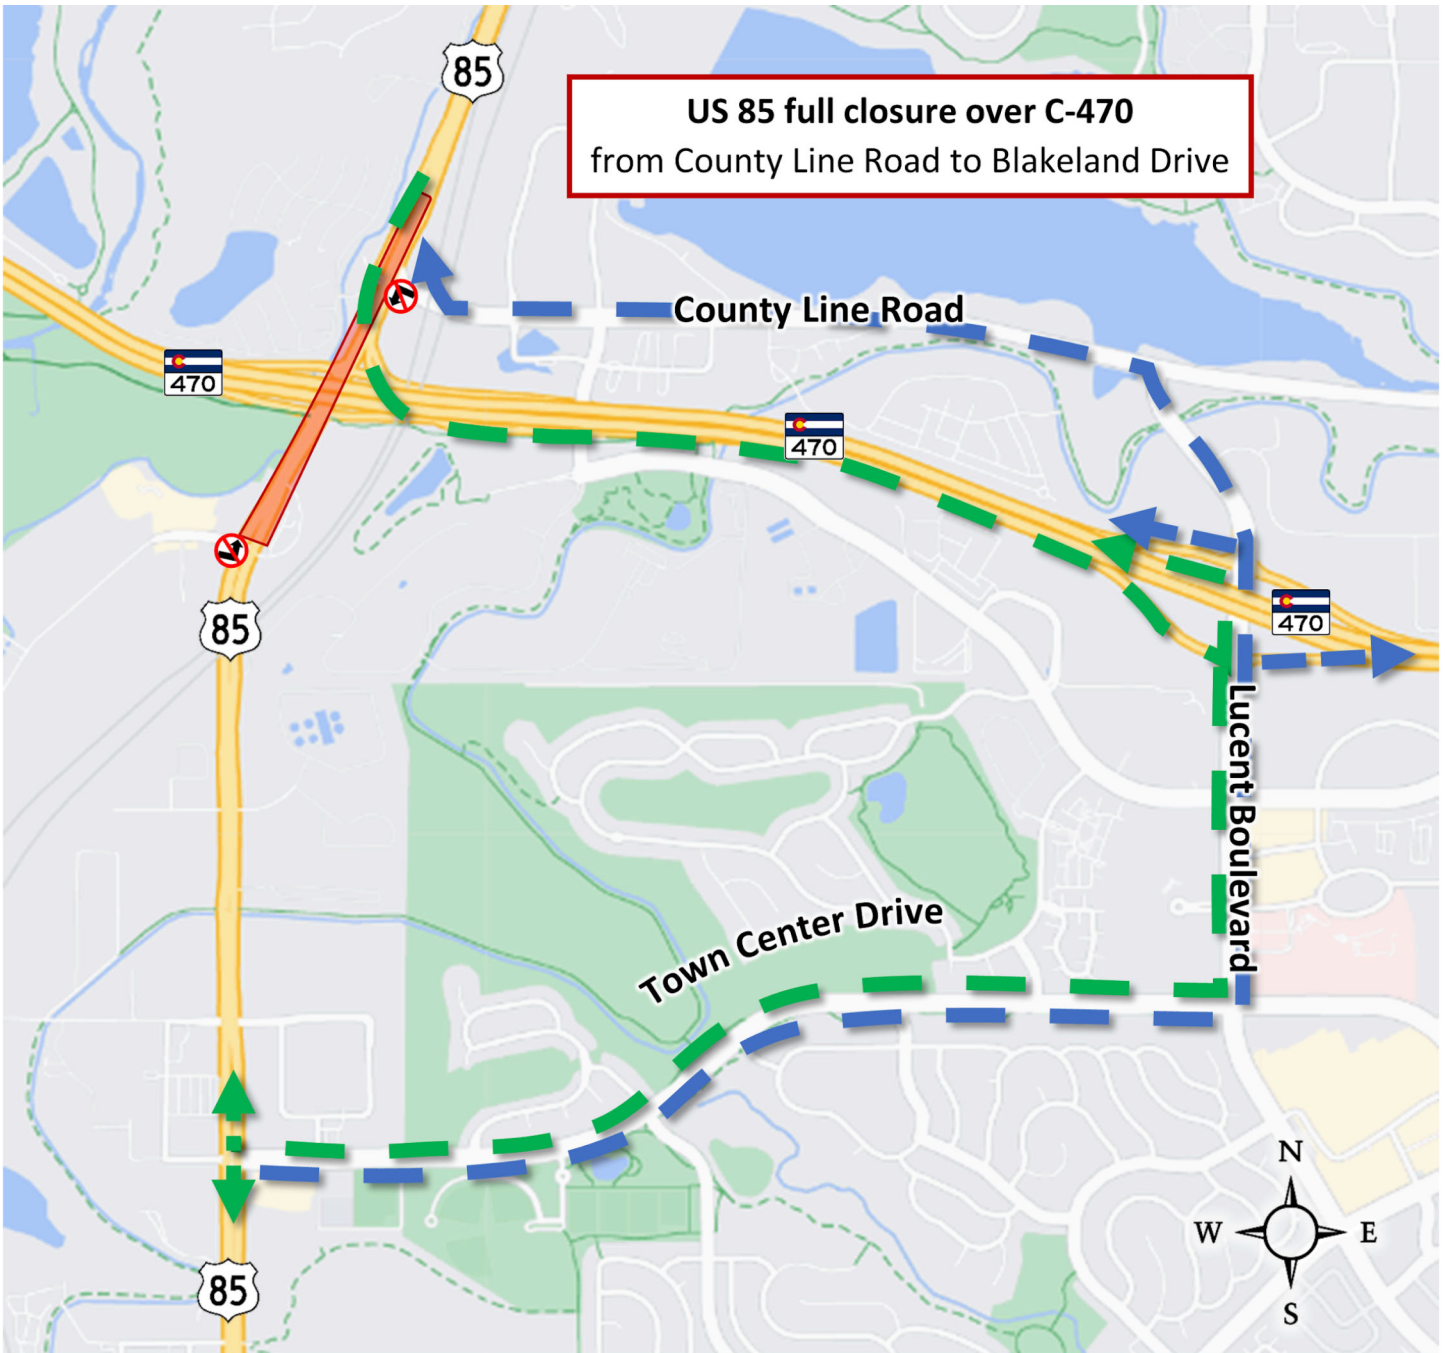 85
US 85 full closure over C-470
from County Line Road to Blakeland Drive
County Line Road
470
470
470
85
Lucent Boulevard
Town Center Drive
N
W E
S
85